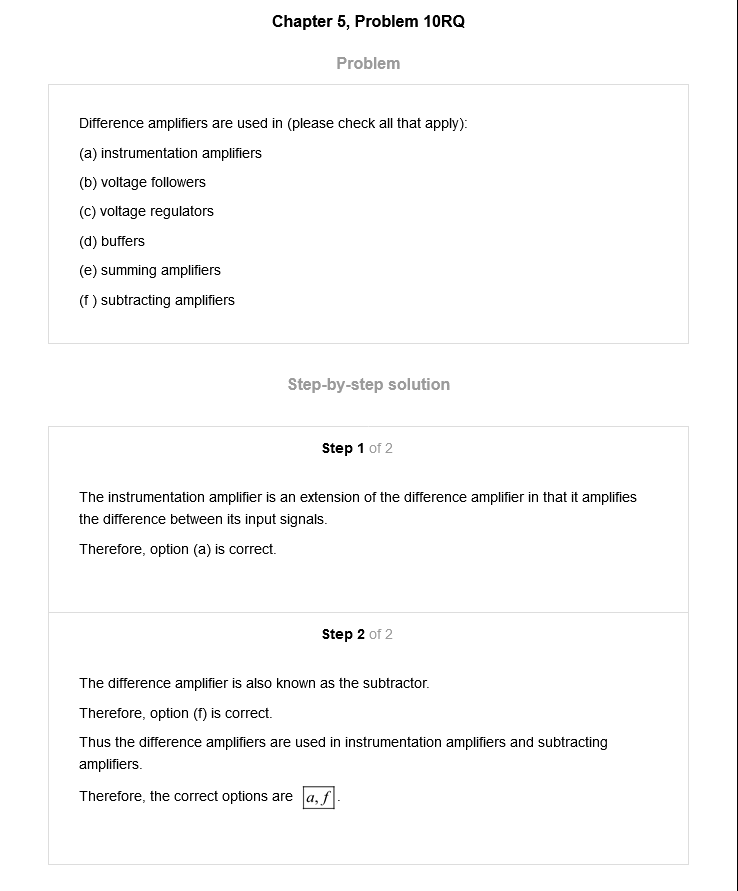 Chapter 5, Problem 10RQ
Problem
Difference amplifiers are used in (please check all that apply):
(a) instrumentation amplifiers
(b) voltage followers
(c) voltage regulators
(d) buffers
(e) summing amplifiers
(f ) subtracting amplifiers
Step-by-step solution
Step 1 of 2
The instrumentation amplifier is an extension of the difference amplifier in that it amplifies
the difference between its input signals.
Therefore, option (a) is correct.
Step 2 of 2
The difference amplifier is also known as the subtractor.
Therefore, option (f) is correct.
Thus the difference amplifiers are used in instrumentation amplifiers and subtracting
amplifiers.
Therefore, the correct options are a, f .